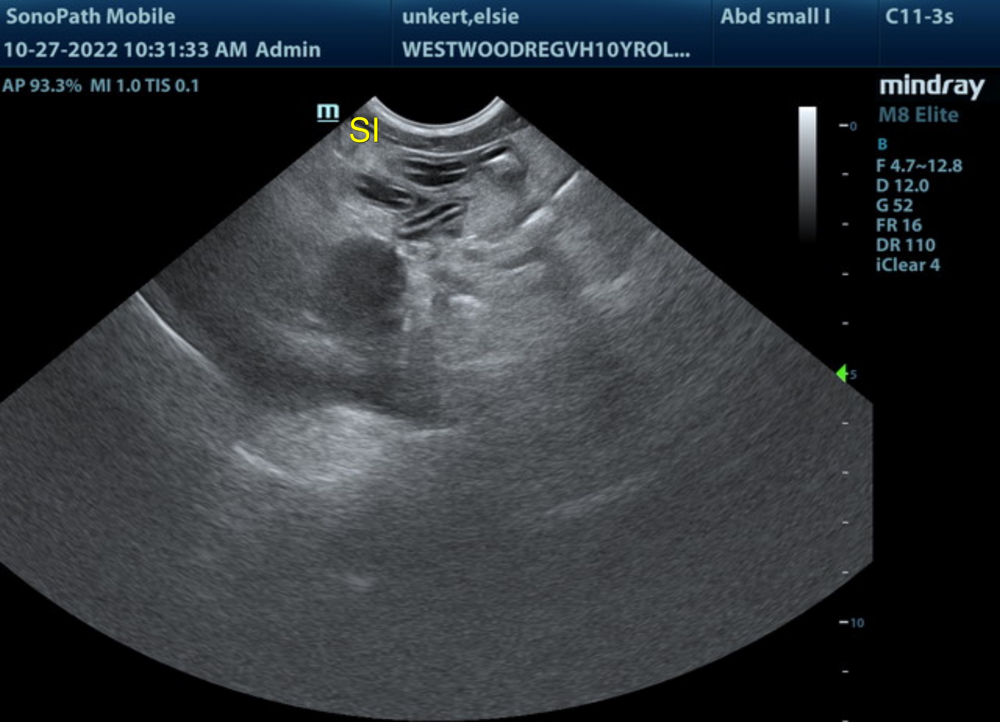 SonoPath Mobile
unkert,elsie
Abd small I
C11-3s
10-27-2022 10:31:33 AM Admin
WESTWOODREGVH10YROL...
AP 93.3% MI 1.0 TIS 0.1
mindray
M8 Elite
m
SI
0
B
F 4.7~12.8
D 12.0
G 52
FR 16
DR 110
iClear 4
5
10